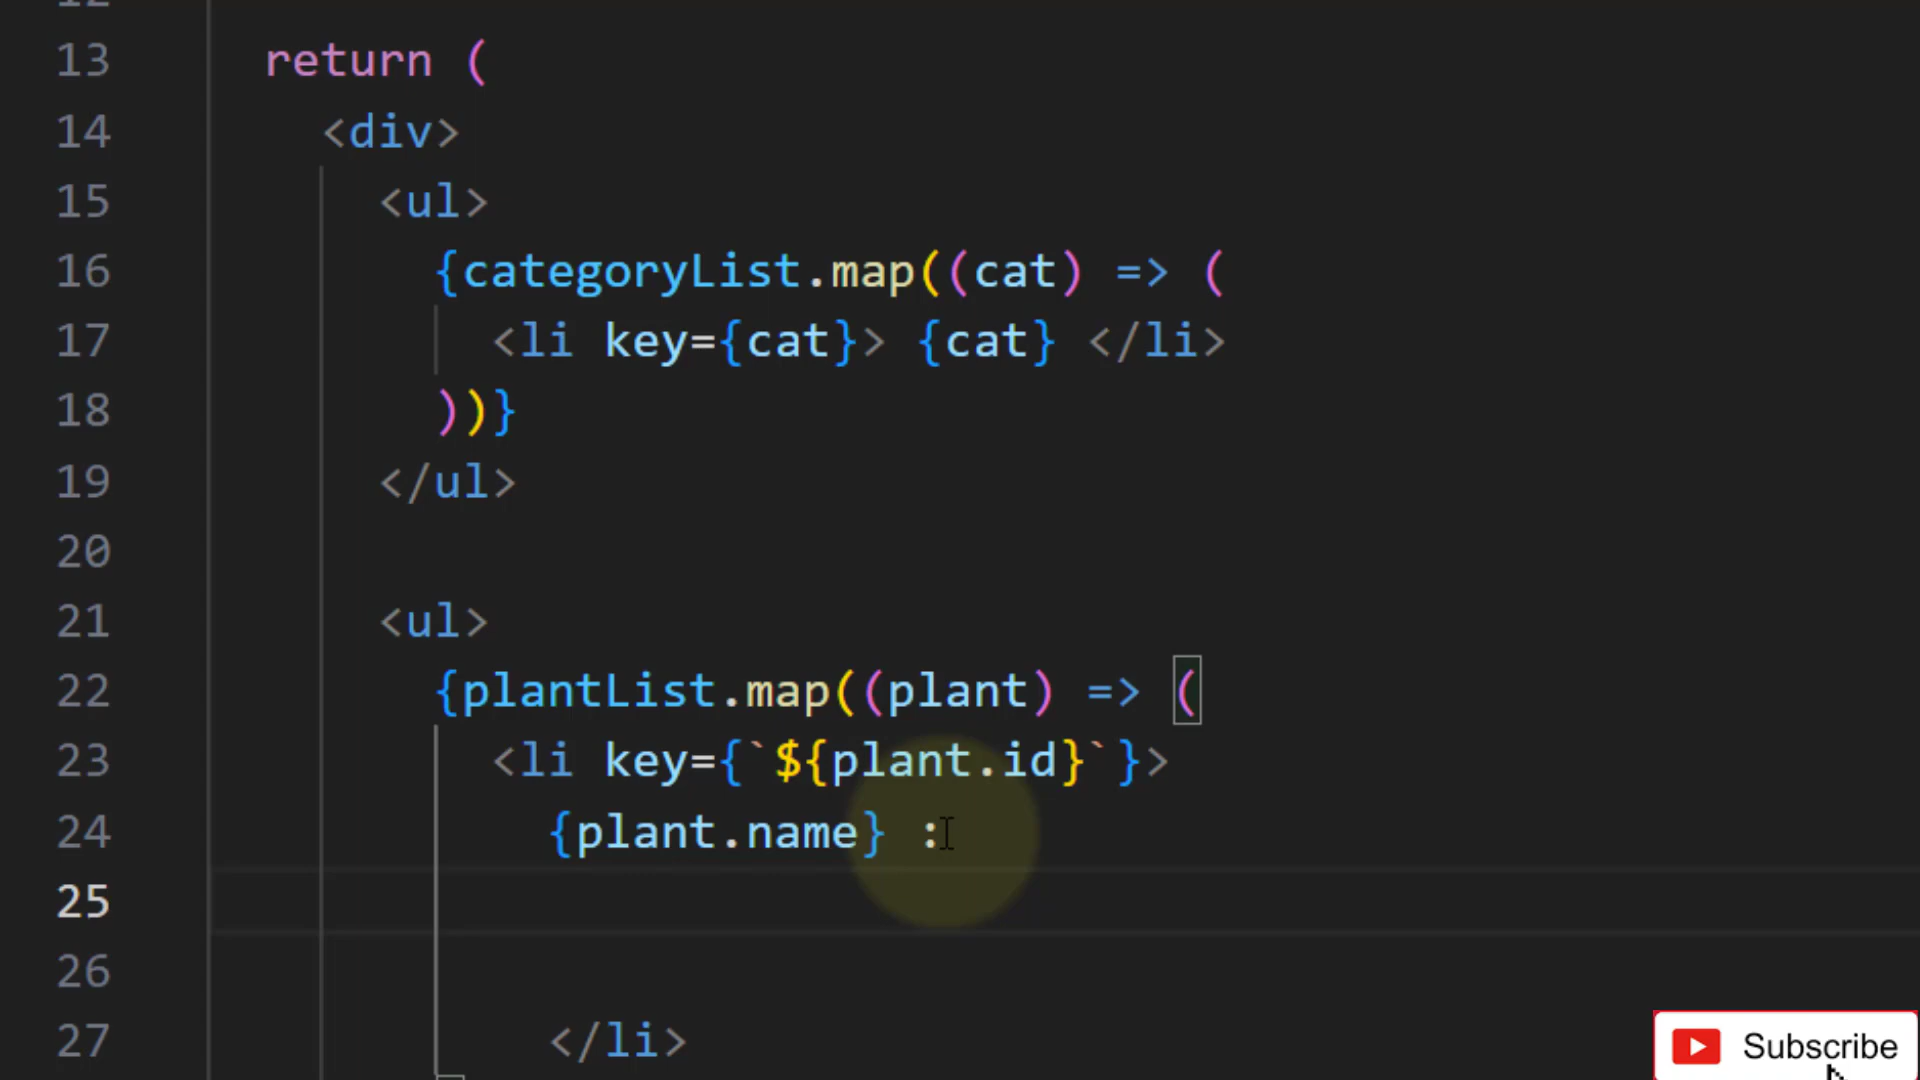 12
13 return (
14 <div>
15 <ul>
16 {categoryList.map((cat) => (
17 <li key={cat}> {cat} </li>
18 ))}
19 </ul>
20
21 <ul>
22 {plantList.map((plant) => (
23 <li key={`${plant.id}`}>
24 {plant.name} :
25
26
27 </li>
Subscribe